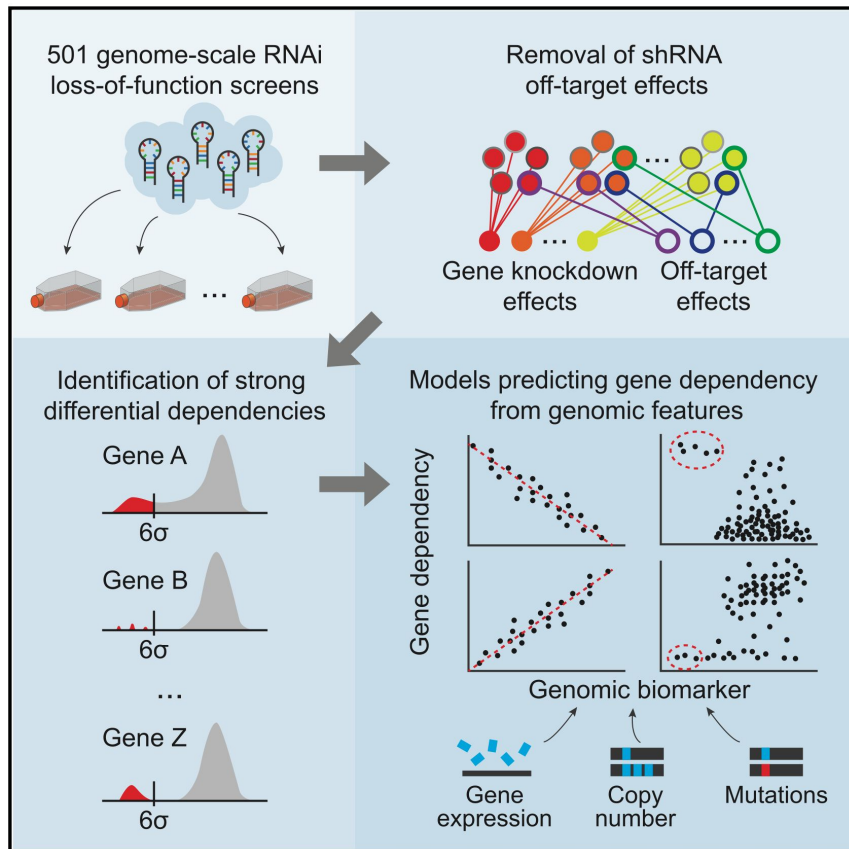 501 genome-scale RNAi
loss-of-function screens
...
Removal of shRNA
off-target effects
...
... ...
Gene knockdown
effects
Off-target
effects
Identification of strong
differential dependencies
Gene A
6σ
Gene B
6σ
...
Gene Z
6σ
Models predicting gene dependency
from genomic features
Gene dependency
Genomic biomarker
Gene
expression
Copy
number
Mutations